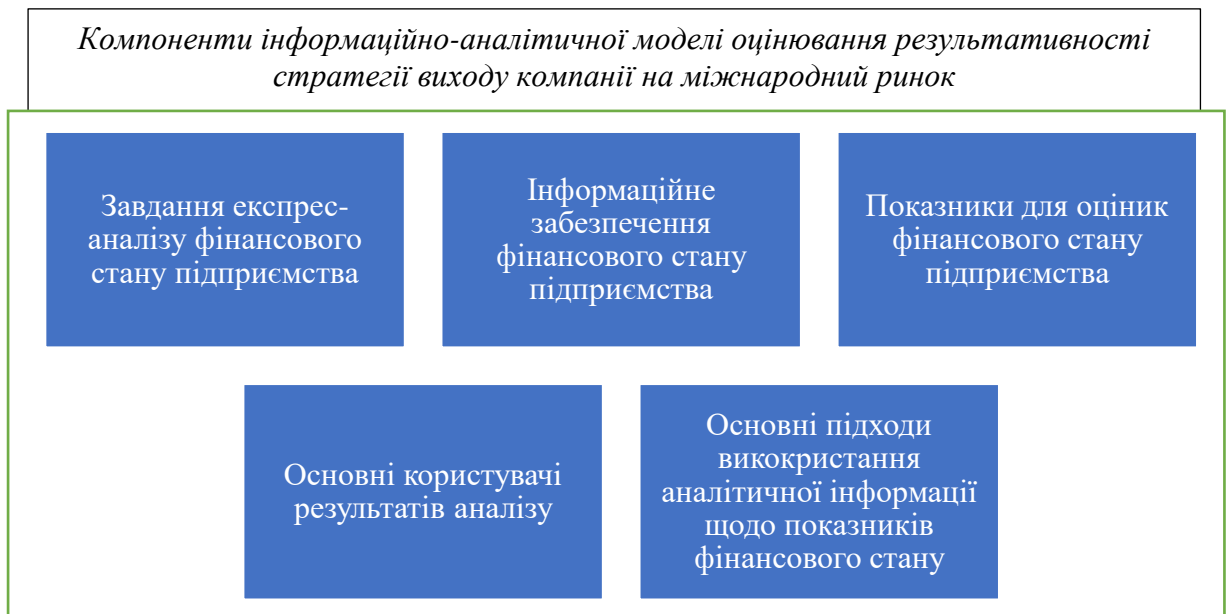 Компоненти інформаційно-аналітичної моделі оцінювання результативності
стратегії виходу компанії на міжнародний ринок
Завдання експрес-
аналізу фінансового
стану підприємства
Інформаційне
забезпечення
фінансового стану
підприємства
Показники для оціник
фінансового стану
підприємства
Основні користувачі
результатів аналізу
Основні підходи
викокристання
аналітичної інформації
щодо показників
фінансового стану